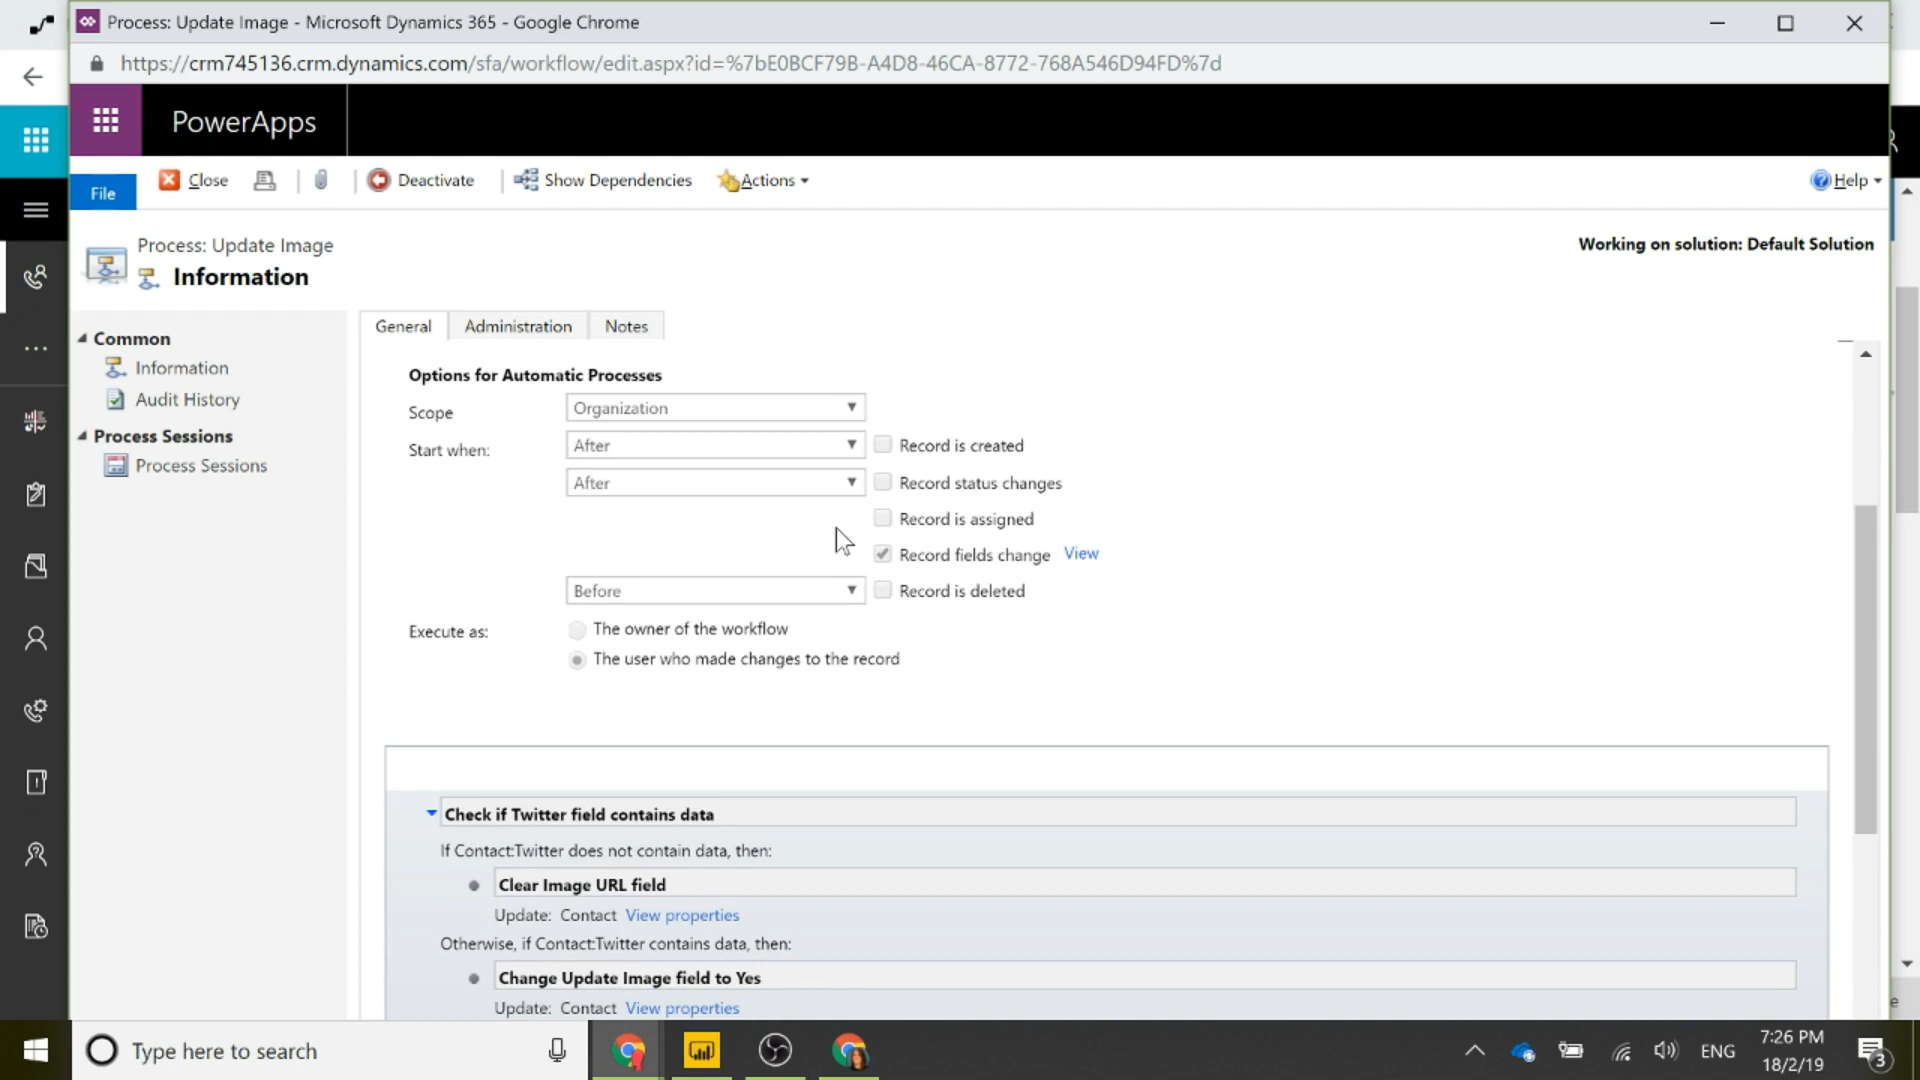 Process: Update Image - Microsoft Dynamics 365 - Google Chrome
https://crm745136.crm.dynamics.com/sfa/workflow/edit.aspx?id=%7bE0BCF79B-A4D8-46CA-8772-768A546D94FD%7d
PowerApps
File
Close
Deactivate
Show Dependencies
Actions
Help
Process: Update Image
Information
Working on solution: Default Solution
Common
Information
Audit History
Process Sessions
Process Sessions
General
Administration
Notes
Options for Automatic Processes
Scope
Organization
Start when:
After
Record is created
After
Record status changes
Record is assigned
Record fields change View
Before
Record is deleted
Execute as:
The owner of the workflow
The user who made changes to the record
Check if Twitter field contains data
If Contact:Twitter does not contain data, then:
Clear Image URL field
Update: Contact View properties
Otherwise, if Contact:Twitter contains data, then:
Change Update Image field to Yes
Update: Contact View properties
Type here to search
ENG
7:26 PM
18/2/19
3